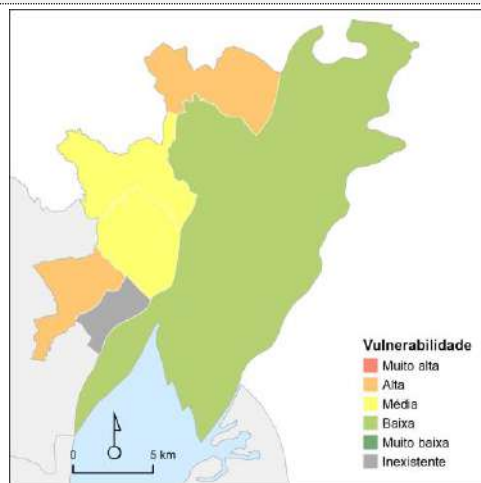 Vulnerabilidade
Muito alta
Alta
Média
Baixa
Muito baixa
Inexistente
0 5 km